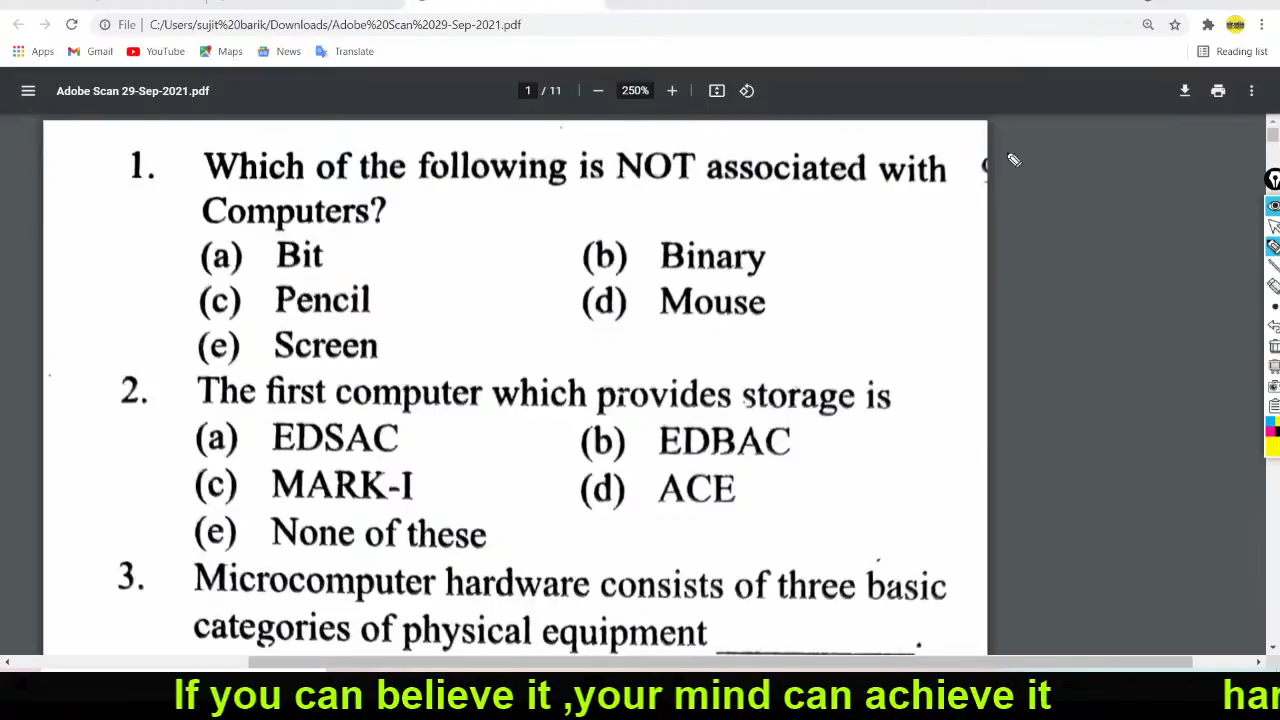 File | C:/Users/sujit%20barik/Downloads/Adobe%20Scan%2029-Sep-2021.pdf
Apps Gmail YouTube Maps News Translate Reading list
Adobe Scan 29-Sep-2021.pdf 1 / 11 250%
1. Which of the following is NOT associated with
Computers?
(a) Bit (b) Binary
(c) Pencil (d) Mouse
(e) Screen
2. The first computer which provides storage is
(a) EDSAC (b) EDBAC
(c) MARK-I (d) ACE
(e) None of these
3. Microcomputer hardware consists of three basic
categories of physical equipment ________.
If you can believe it ,your mind can achieve it